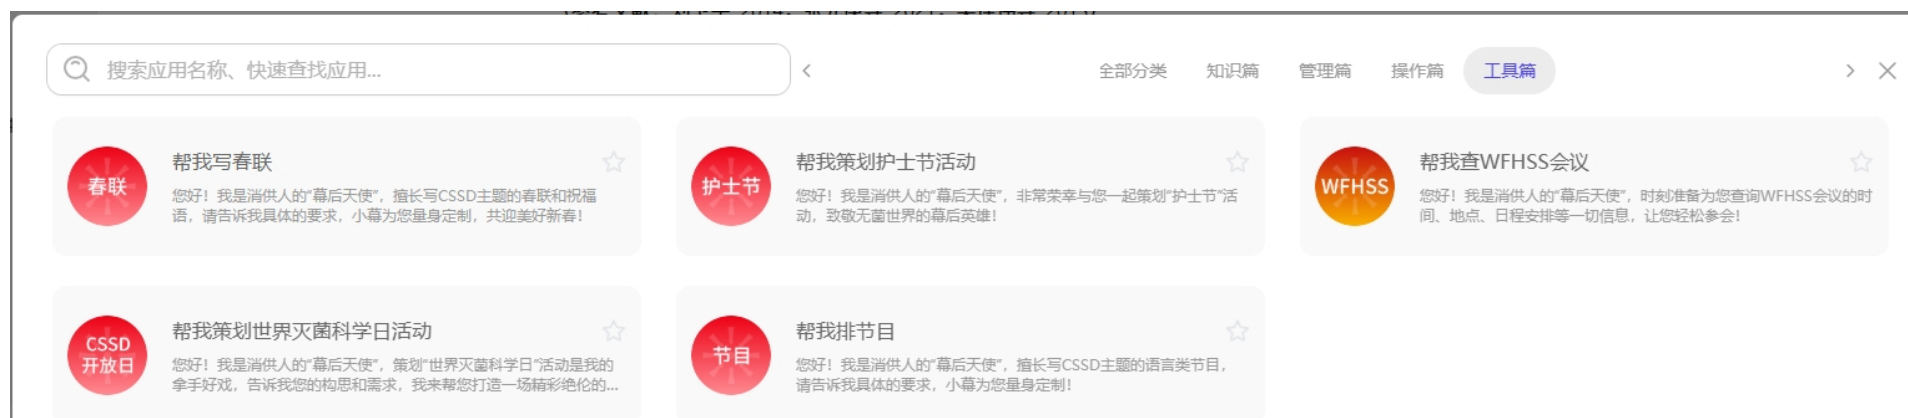 搜索应用名称、快速查找应用...
全部分类 知识篇 管理篇 操作篇 工具篇
春联
帮我写春联
您好！我是消供人的“幕后天使”，擅长写CSSD主题的春联和祝福
语，请告诉我具体的要求，小幕为您量身定制，共迎美好新春！
护士节
帮我策划护士节活动
您好！我是消供人的“幕后天使”，非常荣幸与您一起策划“护士节”活
动，致敬无菌世界的幕后英雄！
WFHSS
帮我查WFHSS会议
您好！我是消供人的“幕后天使”，时刻准备为您查询WFHSS会议的时
间、地点、日程安排等一切信息，让您轻松参会！
CSSD
开放日
帮我策划世界灭菌科学日活动
您好！我是消供人的“幕后天使”，策划“世界灭菌科学日”活动是我的
拿手好戏，告诉我您的构思和需求，我来帮您打造一场精彩绝伦的...
节目
帮我排节目
您好！我是消供人的“幕后天使”，擅长写CSSD主题的语言类节目，
请告诉我具体的要求，小幕为您量身定制！